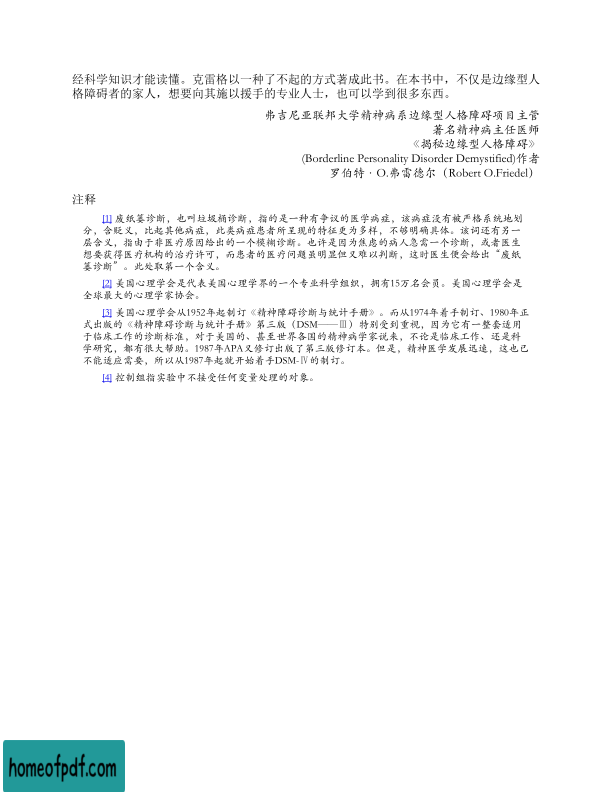 经科学知识才能读懂。克雷格以一种了不起的方式著成此书。在本书中，不仅是边缘型人
格障碍者的家人，想要向其施以援手的专业人士，也可以学到很多东西。
弗吉尼亚联邦大学精神病系边缘型人格障碍项目主管
著名精神病主任医师
《揭秘边缘型人格障碍》
(Borderline Personality Disorder Demystified)作者
罗伯特·O.弗雷德尔（Robert O.Friedel）
注释
[1] 废纸篓诊断，也叫垃圾桶诊断，指的是一种有争议的医学病症，该病症没有被严格系统地划
分，含贬义，比起其他病症，此类病症患者所呈现的特征更为多样，不够明确具体。该词还有另一
层含义，指由于非医疗原因给出的一个模糊诊断。也许是因为焦虑的病人急需一个诊断，或者医生
想要获得医疗机构的治疗许可，而患者的医疗问题虽明显但又难以判断，这时医生便会给出“废纸
篓诊断”。此处取第一个含义。
[2] 美国心理学会是代表美国心理学界的一个专业科学组织，拥有15万名会员。美国心理学会是
全球最大的心理学家协会。
[3] 美国心理学会从1952年起制订《精神障碍诊断与统计手册》。而从1974年着手制订、1980年正
式出版的《精神障碍诊断与统计手册》第三版（DSM——Ⅲ）特别受到重视，因为它有一整套适用
于临床工作的诊断标准，对于美国的、甚至世界各国的精神病学家说来，不论是临床工作、还是科
学研究，都有很大帮助。1987年APA又修订出版了第三版修订本。但是，精神医学发展迅速，这也已
不能适应需要，所以从1987年起就开始着手DSM-Ⅳ的制订。
[4] 控制组指实验中不接受任何变量处理的对象。
homeofpdf.com